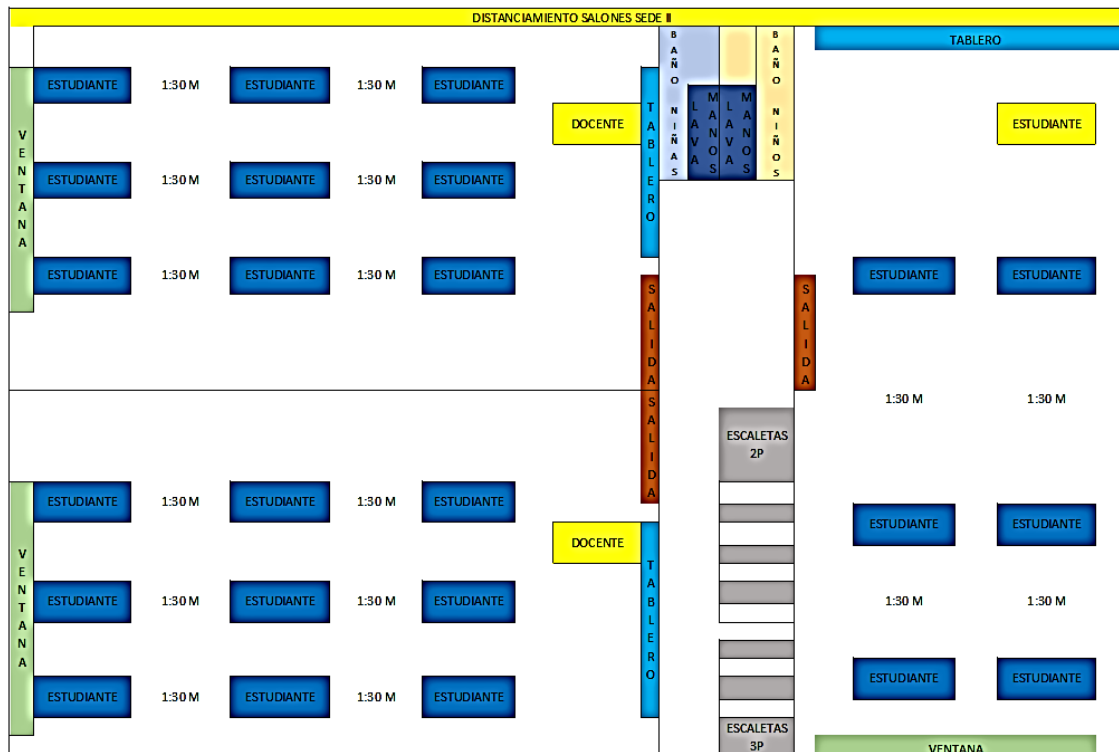 DISTANCIAMIENTO SALONES SEDE II
TABLERO
BAÑO NIÑAS
LAVA MANOS
LAVA MANOS
BAÑO NIÑOS
VENTANA
ESTUDIANTE 1:30 M ESTUDIANTE 1:30 M ESTUDIANTE
DOCENTE
TABLERO
ESTUDIANTE
ESTUDIANTE 1:30 M ESTUDIANTE 1:30 M ESTUDIANTE
ESTUDIANTE 1:30 M ESTUDIANTE 1:30 M ESTUDIANTE
SALIDA
SALIDA
ESTUDIANTE ESTUDIANTE
1:30 M 1:30 M
SALIDA
ESCALETAS
2P
VENTANA
ESTUDIANTE 1:30 M ESTUDIANTE 1:30 M ESTUDIANTE
DOCENTE
TABLERO
ESTUDIANTE ESTUDIANTE
ESTUDIANTE 1:30 M ESTUDIANTE 1:30 M ESTUDIANTE
1:30 M 1:30 M
ESTUDIANTE 1:30 M ESTUDIANTE 1:30 M ESTUDIANTE
ESTUDIANTE ESTUDIANTE
ESCALETAS
3P
VENTANA